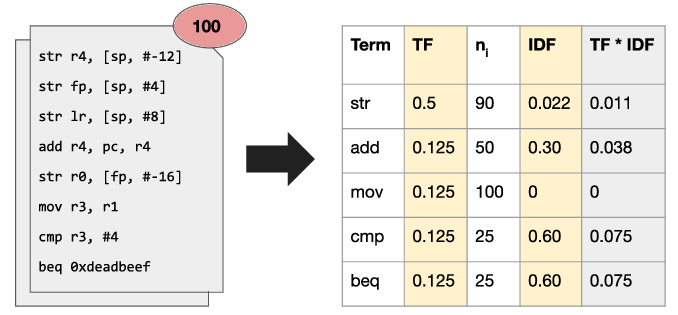 100
str r4, [sp, #-12]
str fp, [sp, #4]
str lr, [sp, #8]
add r4, pc, r4
str r0, [fp, #-16]
mov r3, r1
cmp r3, #4
beq 0xdeadbeef
Term TF ni IDF TF * IDF
str 0.5 90 0.022 0.011
add 0.125 50 0.30 0.038
mov 0.125 100 0 0
cmp 0.125 25 0.60 0.075
beq 0.125 25 0.60 0.075